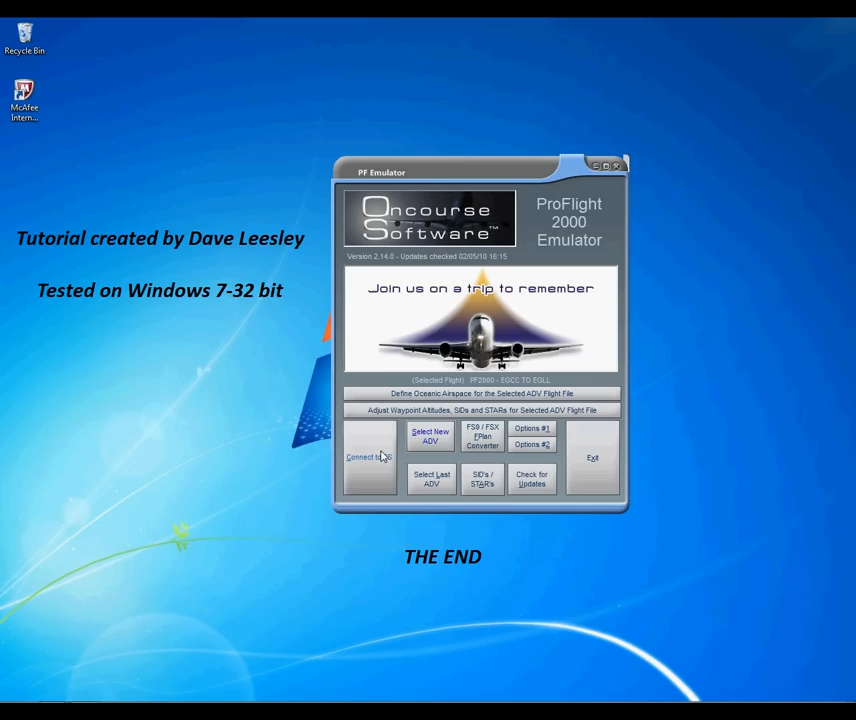 Recycle Bin
McAfee
Intern...
Tutorial created by Dave Leesley
Tested on Windows 7-32 bit
PF Emulator
Oncourse
Software™
ProFlight
2000
Emulator
Version 2.14.0 - Updates checked 02/05/10 16:15
Join us on a trip to remember
(Selected Flight) PF2000 - EGCC TO EGLL
Define Oceanic Airspace for the Selected ADV Flight File
Adjust Waypoint Altitudes, SIDs and STARs for Selected ADV Flight File
Connect to FS
Select New
ADV
FS9 / FSX
FPlan
Converter
Options #1
Options #2
Exit
Select Last
ADV
SID's /
STAR's
Check for
Updates
THE END